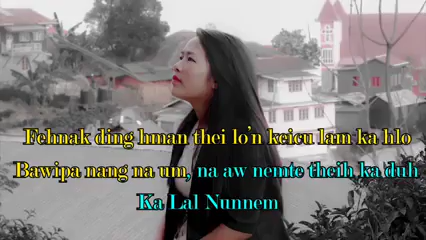 Fehnak ding hman thei lo'n keicu lam ka hlo
Bawipa nang na um, na aw nemte theih ka duh
Ka Lal Nunnem